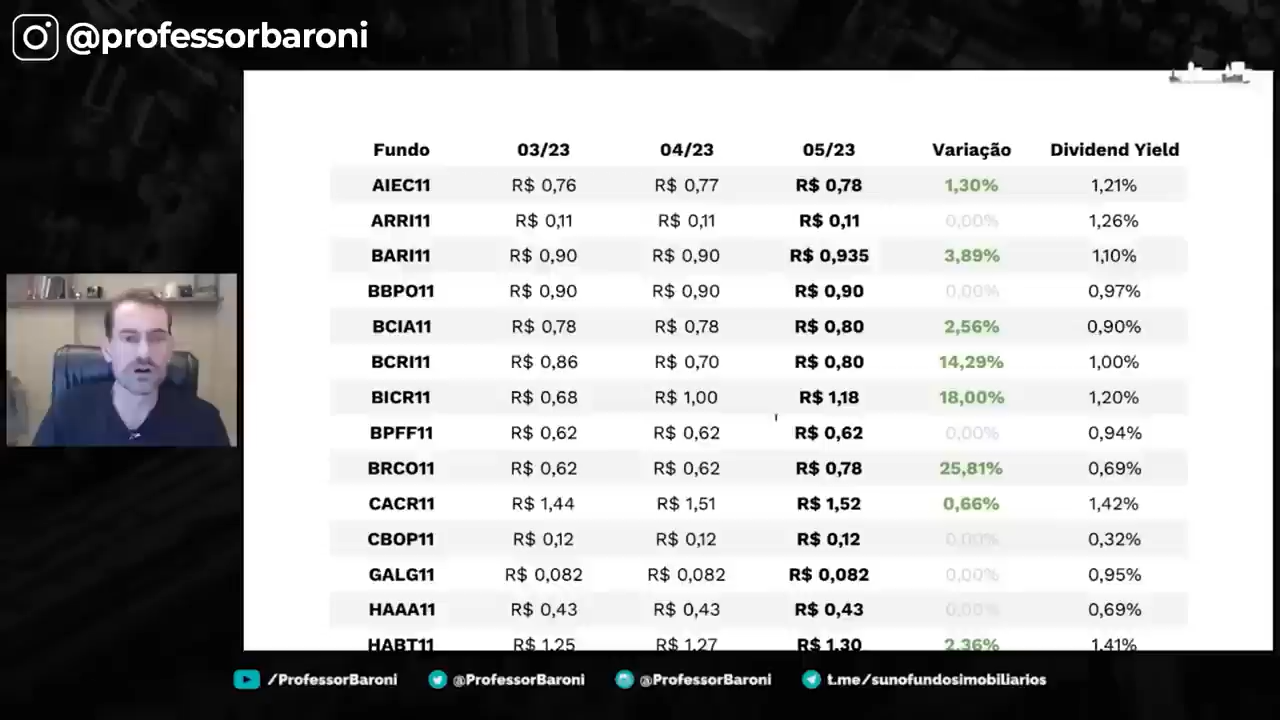 @professorbaroni
Fundo 03/23 04/23 05/23 Variação Dividend Yield
AIEC11 R$ 0,76 R$ 0,77 R$ 0,78 1,30% 1,21%
ARRI11 R$ 0,11 R$ 0,11 R$ 0,11 0,00% 1,26%
BARI11 R$ 0,90 R$ 0,90 R$ 0,935 3,89% 1,10%
BBPO11 R$ 0,90 R$ 0,90 R$ 0,90 0,00% 0,97%
BCIA11 R$ 0,78 R$ 0,78 R$ 0,80 2,56% 0,90%
BCRI11 R$ 0,86 R$ 0,70 R$ 0,80 14,29% 1,00%
BICR11 R$ 0,68 R$ 1,00 R$ 1,18 18,00% 1,20%
BPFF11 R$ 0,62 R$ 0,62 R$ 0,62 0,00% 0,94%
BRCO11 R$ 0,62 R$ 0,62 R$ 0,78 25,81% 0,69%
CACR11 R$ 1,44 R$ 1,51 R$ 1,52 0,66% 1,42%
CBOP11 R$ 0,12 R$ 0,12 R$ 0,12 0,00% 0,32%
GALG11 R$ 0,082 R$ 0,082 R$ 0,082 0,00% 0,95%
HAAA11 R$ 0,43 R$ 0,43 R$ 0,43 0,00% 0,69%
HABT11 R$ 1,25 R$ 1,27 R$ 1,30 2,36% 1,41%
/ProfessorBaroni @ProfessorBaroni @ProfessorBaroni t.me/sunofundosimobiliarios